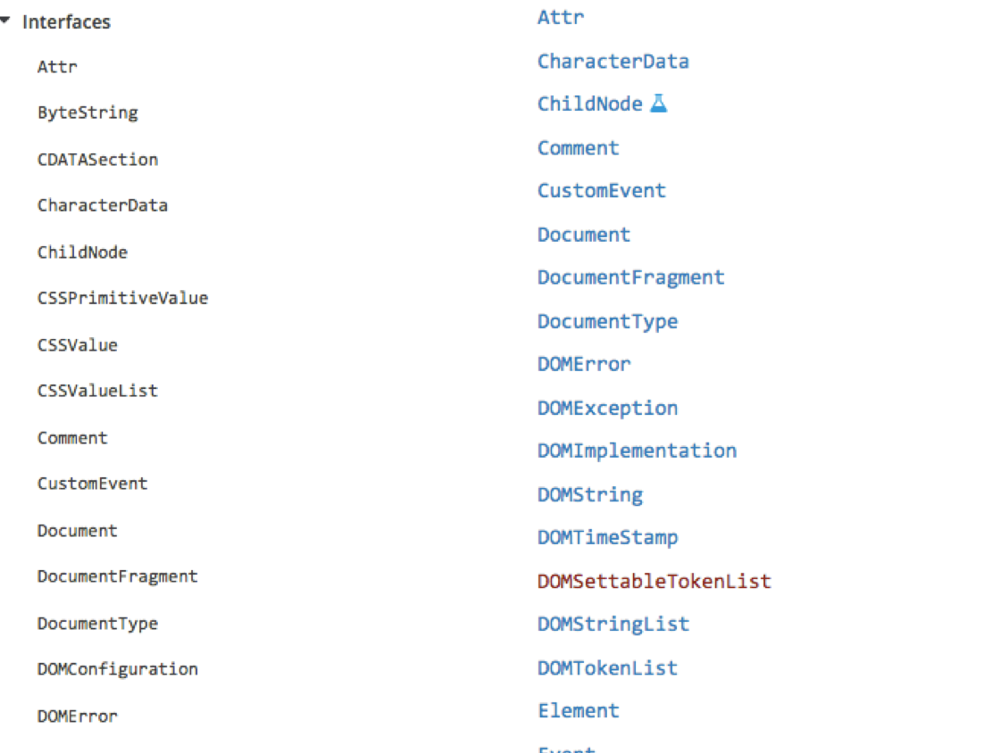 Interfaces
Attr
ByteString
CDATASection
CharacterData
ChildNode
CSSPrimitiveValue
CSSValue
CSSValueList
Comment
CustomEvent
Document
DocumentFragment
DocumentType
DOMConfiguration
DOMError
Attr
CharacterData
ChildNode
Comment
CustomEvent
Document
DocumentFragment
DocumentType
DOMError
DOMException
DOMImplementation
DOMString
DOMTimeStamp
DOMSettableTokenList
DOMStringList
DOMTokenList
Element
Event